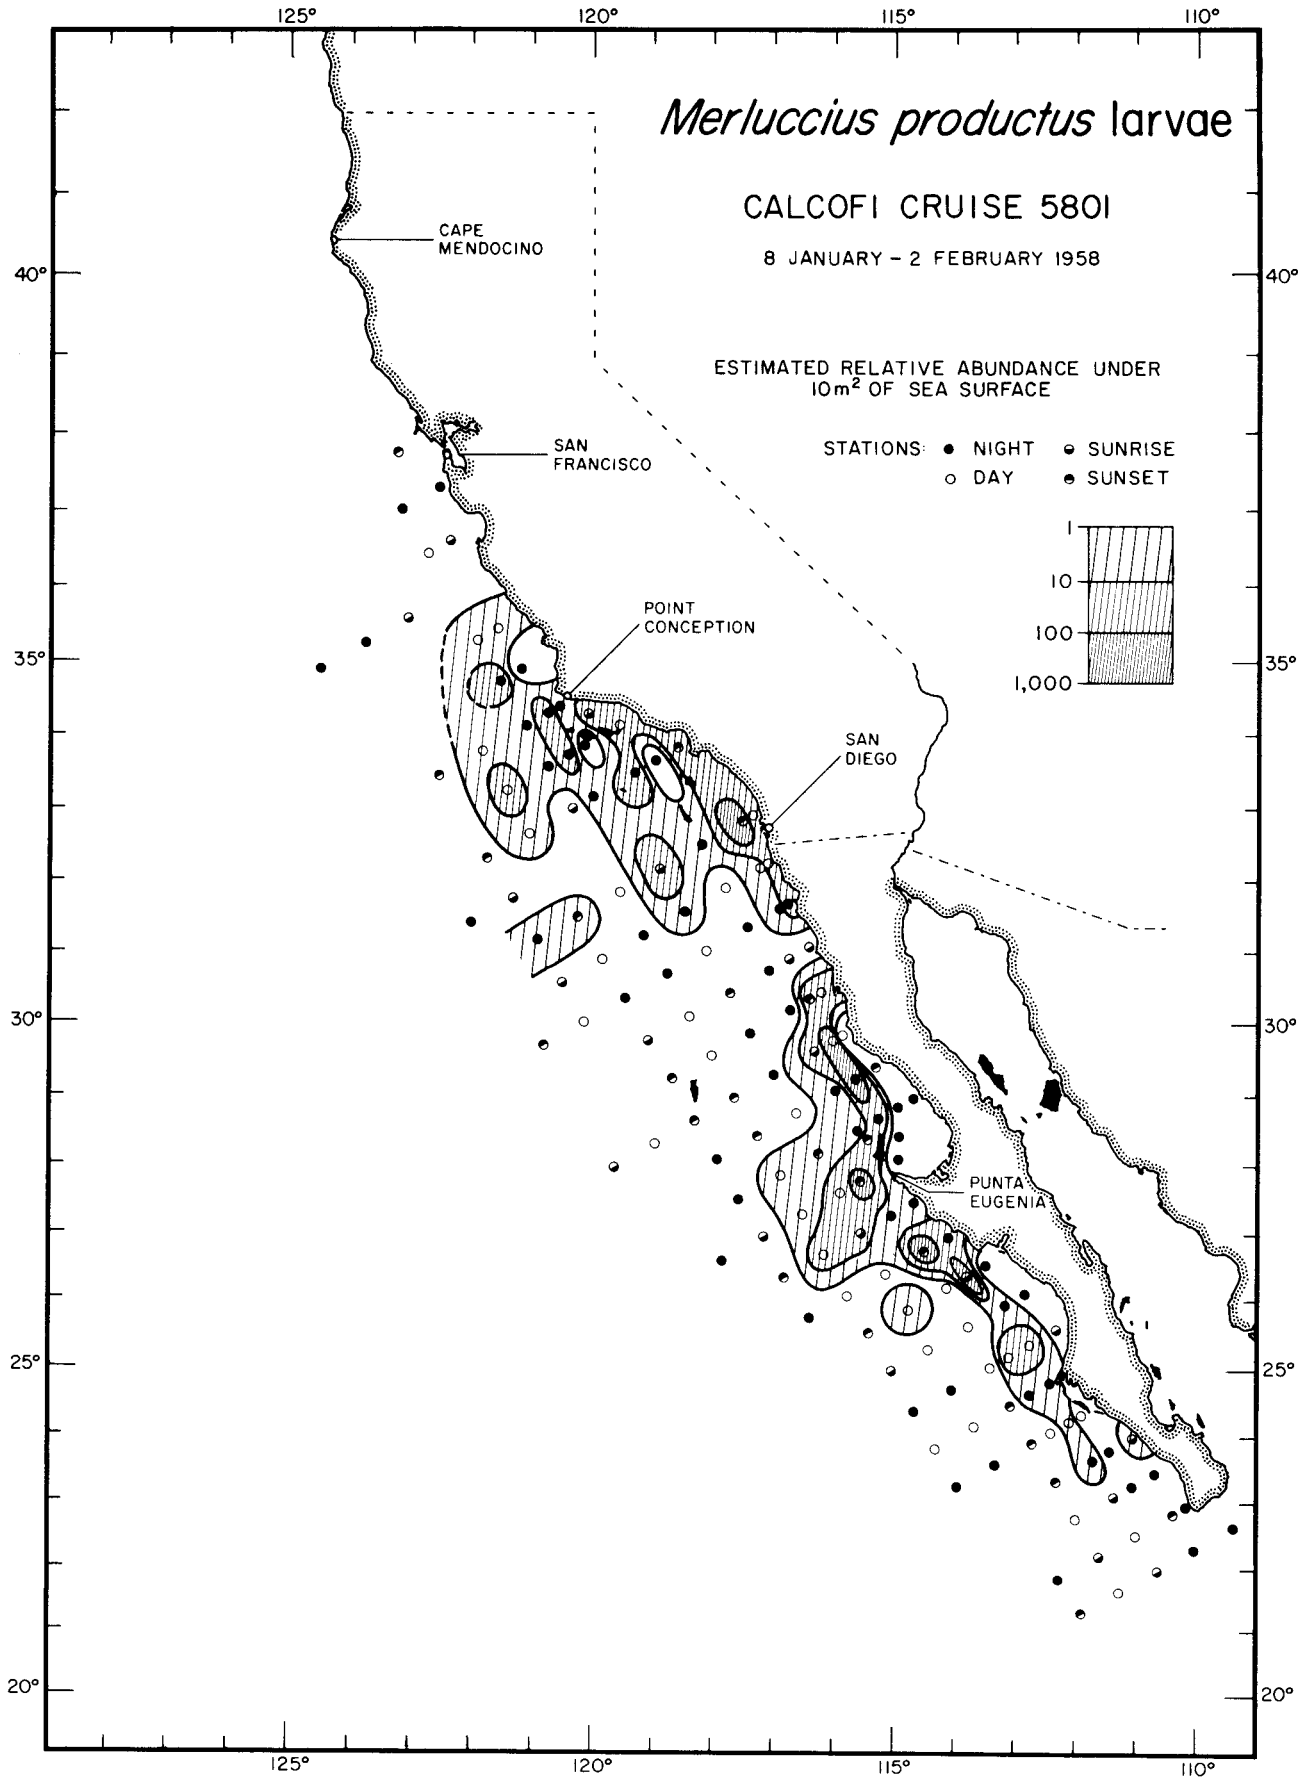 125° 120° 115° 110°
Merluccius productus larvae
CALCOFI CRUISE 5801
8 JANUARY – 2 FEBRUARY 1958
CAPE
MENDOCINO
40° 40°
ESTIMATED RELATIVE ABUNDANCE UNDER
10m² OF SEA SURFACE
SAN
FRANCISCO
STATIONS: NIGHT SUNRISE
DAY SUNSET
1
10
100
1,000
POINT
CONCEPTION
35° 35°
SAN
DIEGO
30° 30°
PUNTA
EUGENIA
25° 25°
20° 20°
125° 120° 115° 110°